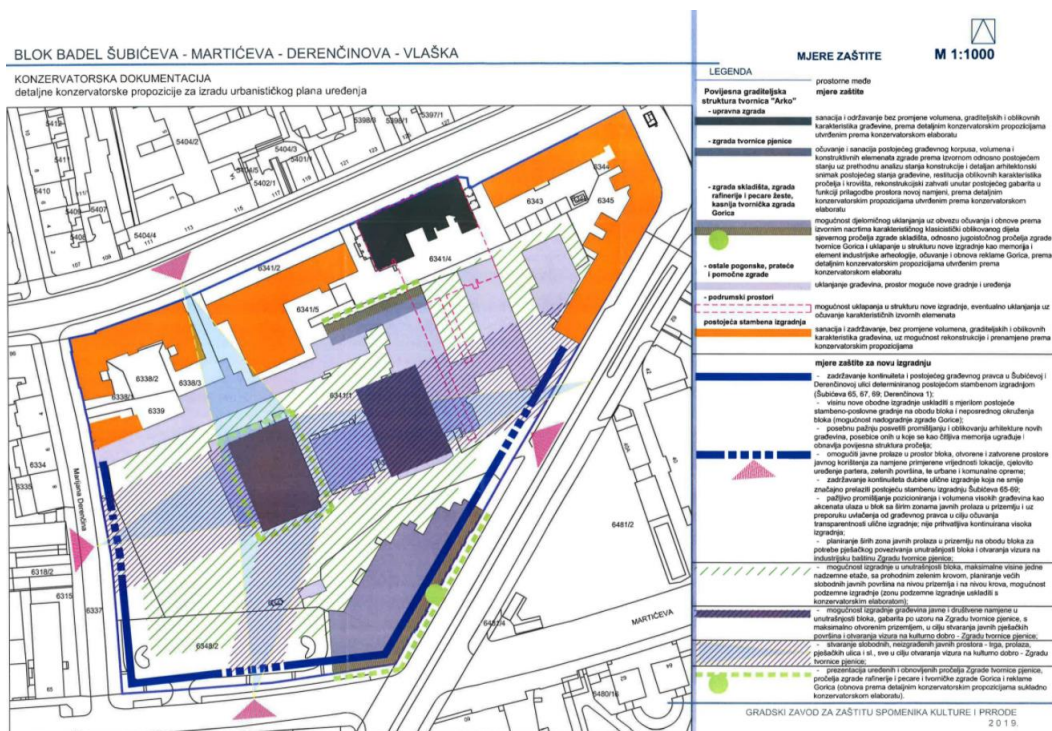 BLOK BADEL ŠUBIĆEVA - MARTIĆEVA - DERENČINOVA - VLAŠKA
KONZERVATORSKA DOKUMENTACIJA
detaljne konzervatorske propozicije za izradu urbanističkog plana uređenja
MJERE ZAŠTITE
M 1:1000
LEGENDA
prostorne međe
mjere zaštite
Povijesna graditeljska
struktura tvornica "Arko"
- upravna zgrada
sanacija i održavanje bez promjene volumena, graditeljskih i oblikovnih
karakteristika građevine, prema detaljnim konzervatorskim propozicijama
utvrđenim prema konzervatorskom elaboratu
- zgrada tvornice pjenice
očuvanje i sanacija postojećeg građevnog korpusa, volumena i
konstruktivnih elemenata zgrade prema izvornom odnosno postojećem
stanju uz prethodnu analizu stanja konstrukcije i detaljan arhitektonski
snimak postojećeg stanja građevine, restitucija oblikovnih karakteristika
pročelja i krovišta, rekonstrukcijski zahvati unutar postojećeg gabarita u
funkciji prilagodbe prostora novoj namjeni, prema detaljnim
konzervatorskim propozicijama utvrđenim prema konzervatorskom
elaboratu
- zgrada skladišta, zgrada
rafinerije i pecare žeste,
kasnija tvornička zgrada
Gorica
mogućnost djelomičnog uklanjanja uz obvezu očuvanja i obnove prema
izvornim nacrtima karakterističnog klasicistički oblikovanog dijela
sjevernog pročelja zgrade skladišta, odnosno jugoistočnog pročelja zgrade
tvornice Gorica i uklapanje u strukturu nove izgradnje kao memorija i
element industrijske arheologije, očuvanje i obnova reklame Gorica, prema
detaljnim konzervatorskim propozicijama utvrđenim prema
konzervatorskom elaboratu
- ostale pogonske, prateće
i pomoćne zgrade
uklanjanje građevina, prostor moguće nove gradnje i uređenja
- podrumski prostori
mogućnost uklapanja u strukturu nove izgradnje, eventualno uklanjanja uz
očuvanje karakterističnih izvornih elemenata
postojeća stambena izgradnja
sanacija i zadržavanje, bez promjene volumena, graditeljskih i oblikovnih
karakteristika građevina, uz mogućnost rekonstrukcije i prenamjene prema
konzervatorskim propozicijama
mjere zaštite za novu izgradnju
- zadržavanje kontinuiteta i postojećeg građevnog pravca u Šubićevoj i
Derenčinovoj ulici determiniranog postojećom stambenom izgradnjom
(Šubićeva 65, 67, 69; Derenčinova 1);
- visinu nove obodne izgradnje uskladiti s mjerilom postojeće
stambeno-poslovne gradnje na obodu bloka i neposrednog okruženja
bloka (mogućnost nadogradnje zgrade Gorice);
- posebnu pažnju posvetiti promišljanju i oblikovanju arhitekture novih
građevina, posebice onih u koje se kao čitljiva memorija ugrađuje i
obnavlja povijesna struktura pročelja;
- omogućiti javne prolaze u prostor bloka, otvorene i zatvorene prostore
javnog korištenja za namjene primjerene vrijednosti lokacije, cjelovito
uređenje partera, zelenih površina, te urbane i komunalne opreme;
- zadržavanje kontinuiteta dubine ulične izgradnje koja ne smije
značajno prelaziti postojeću stambenu izgradnju Šubićeva 65-69;
- pažljivo promišljanje pozicioniranja i volumena visokih građevina kao
akcenata ulaza u blok sa širim zonama javnih prolaza u prizemlju i uz
preporuku uvlačenja od građevnog pravca u cilju očuvanja
transparentnosti ulične izgradnje; nije prihvatljiva kontinuirana visoka
izgradnja;
- planiranje širih zona javnih prolaza u prizemlju na obodu bloka za
potrebe pješačkog povezivanja unutrašnjosti bloka i otvaranja vizura na
industrijsku baštinu Zgradu tvornice pjenice;
- mogućnost izgradnje u unutrašnjosti bloka, maksimalne visine jedne
nadzemne etaže, sa prohodnim zelenim krovom, planiranje većih
slobodnih javnih površina na nivou prizemlja i na nivou krova, mogućnost
podzemne izgradnje (zonu podzemne izgradnje uskladiti s
konzervatorskim elaboratom);
- mogućnost izgradnje građevina javne i društvene namjene u
unutrašnjosti bloka, gabarita po uzoru na Zgradu tvornice pjenice, s
maksimalno otvorenim prizemljem, u cilju stvaranja javnih pješačkih
površina i otvaranja vizura na kulturno dobro - Zgradu tvornice pjenice;
- stvaranje slobodnih, neizgrađenih javnih prostora - trga, prolaza,
pješačkih ulica i sl., sve u cilju otvaranja vizura na kulturno dobro - Zgradu
tvornice pjenice;
- prezentacija uređenih i obnovljenih pročelja Zgrade tvornice pjenice,
pročelja zgrade rafinerije i pecare i tvorničke zgrade Gorica i reklame
Gorica (obnova prema detaljnim konzervatorskim propozicijama sukladno
konzervatorskom elaboratu).
GRADSKI ZAVOD ZA ZAŠTITU SPOMENIKA KULTURE I PRRODE
2 0 1 9.
5412
5411
5410
5409
5407
5408
5404/2
5404/3
5404/4
5402/1
5401/1
5398/3
5398/1
5397/1
6341/2
6341/4
6341/5
6341/1
6343
6344
6345
6338/2
6338/3
6339
6334
6335
6318/2
6315
6337
6348/2
6481/2
Marijana Derenčina
MARTIĆEVA